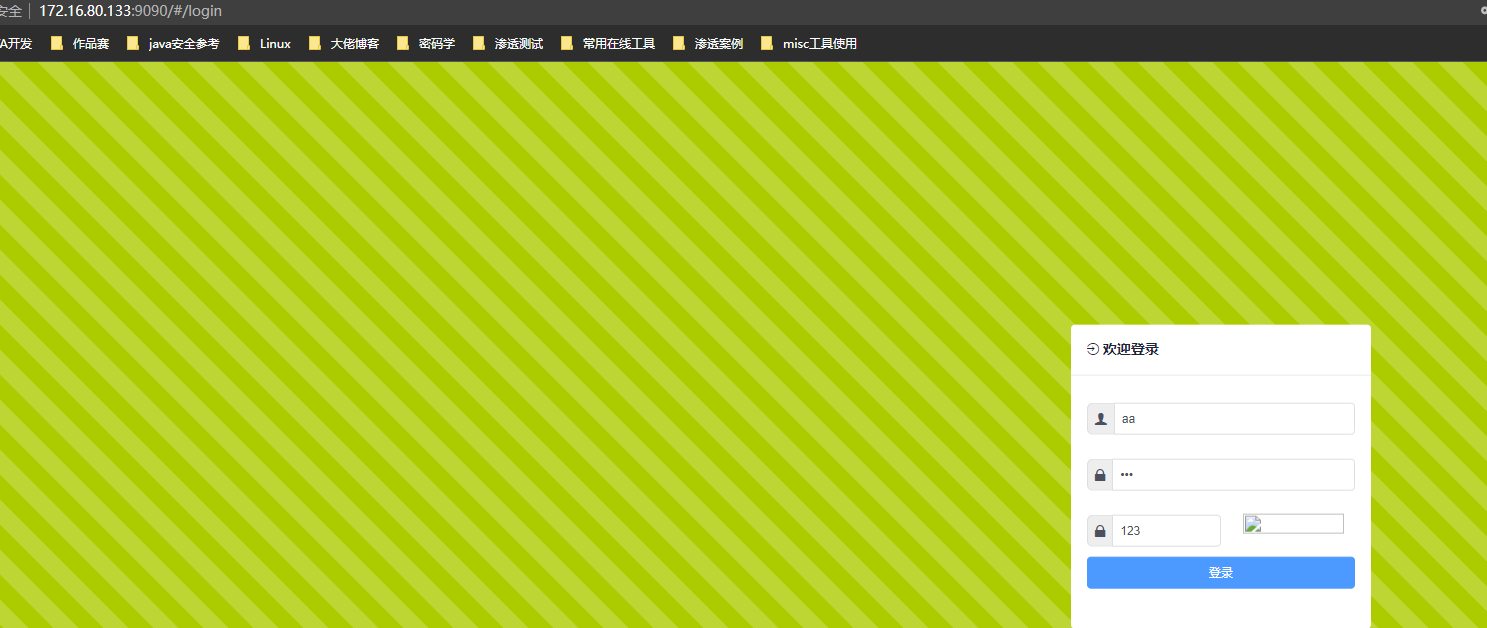 安全 172.16.80.133:9090/#/login
A开发 作品赛 java安全参考 Linux 大佬博客 密码学 渗透测试 常用在线工具 渗透案例 misc工具使用
欢迎登录
aa
•••
123
登录